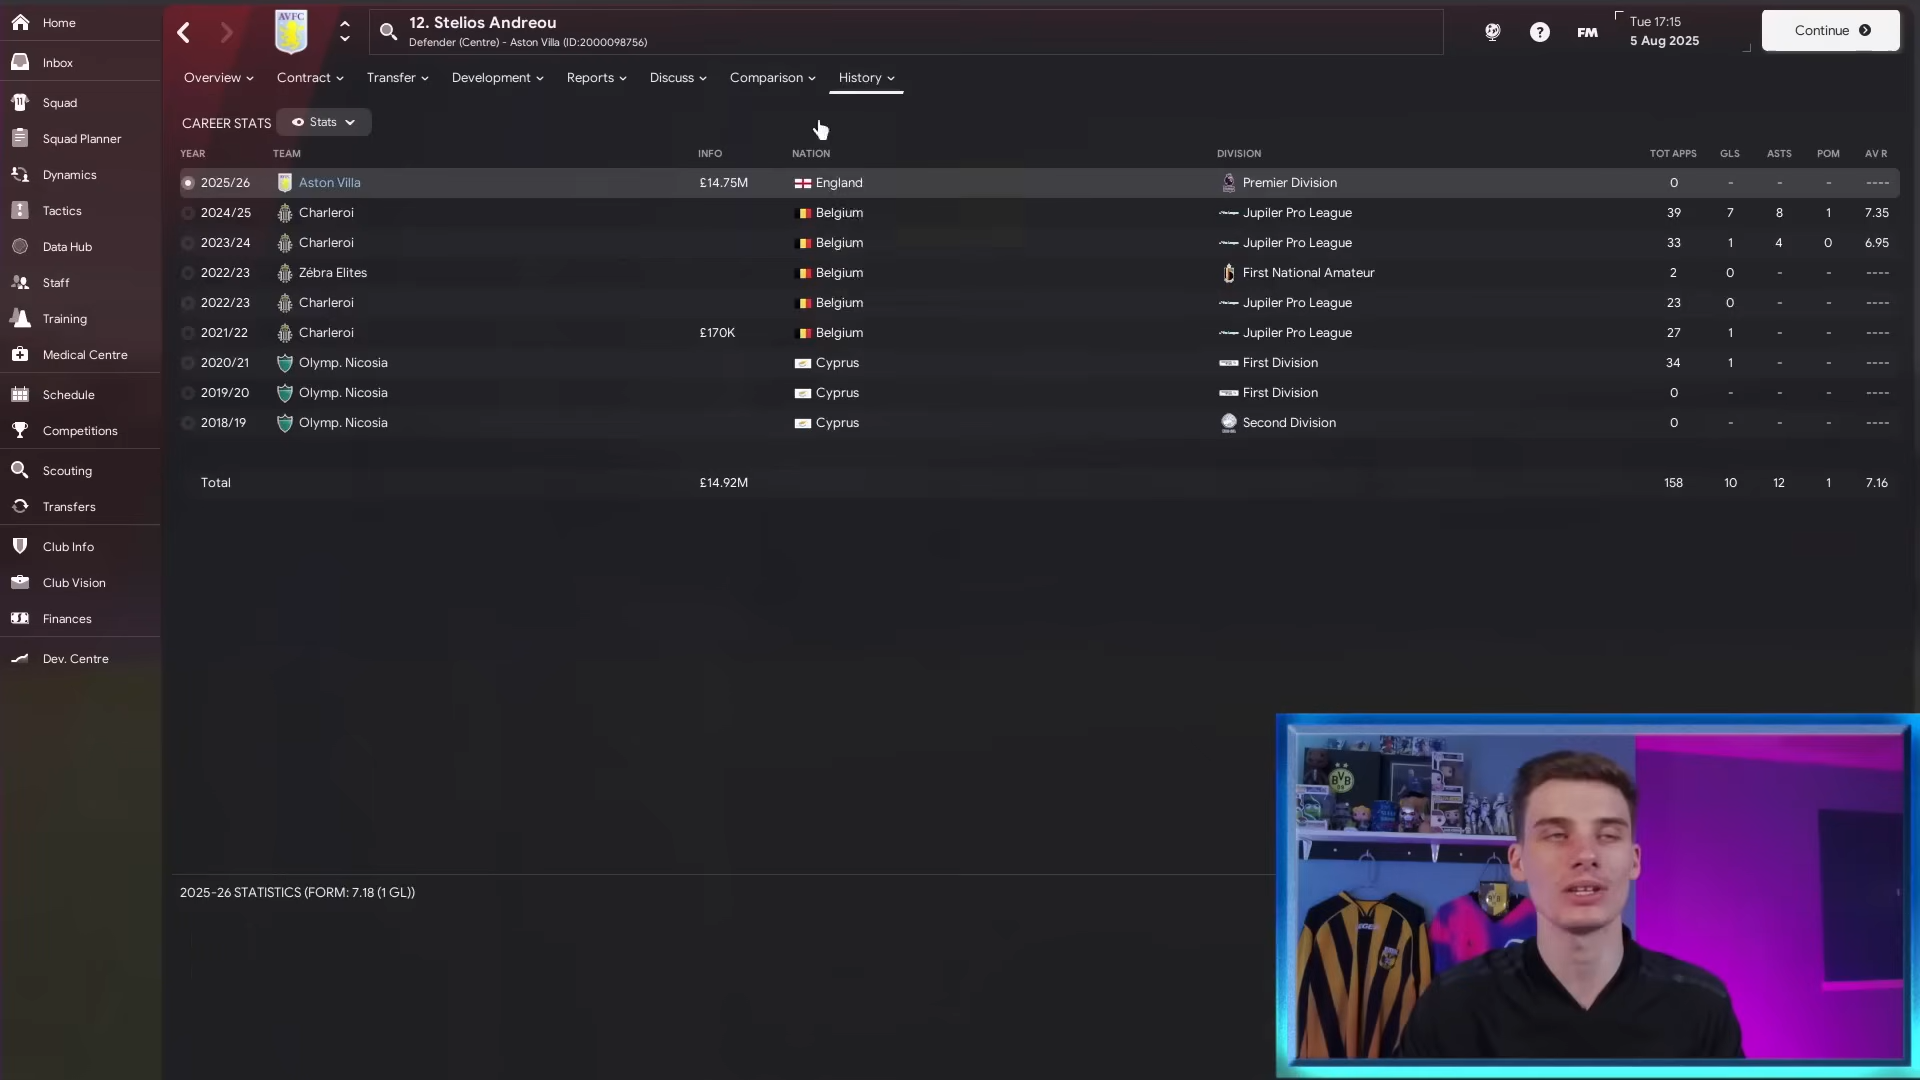 Home
Inbox
Squad
Squad Planner
Dynamics
Tactics
Data Hub
Staff
Training
Medical Centre
Schedule
Competitions
Scouting
Transfers
Club Info
Club Vision
Finances
Dev. Centre
AVFC
12. Stelios Andreou
Defender (Centre) - Aston Villa (ID:2000098756)
?
FM
Tue 17:15
5 Aug 2025
Continue
Overview Contract Transfer Development Reports Discuss Comparison History
CAREER STATS Stats
YEAR TEAM INFO NATION DIVISION TOT APPS GLS ASTS POM AV R
2025/26 Aston Villa £14.75M England Premier Division 0 - - - ----
2024/25 Charleroi Belgium Jupiler Pro League 39 7 8 1 7.35
2023/24 Charleroi Belgium Jupiler Pro League 33 1 4 0 6.95
2022/23 Zébra Elites Belgium First National Amateur 2 0 - - ----
2022/23 Charleroi Belgium Jupiler Pro League 23 0 - - ----
2021/22 Charleroi £170K Belgium Jupiler Pro League 27 1 - - ----
2020/21 Olymp. Nicosia Cyprus First Division 34 1 - - ----
2019/20 Olymp. Nicosia Cyprus First Division 0 - - - ----
2018/19 Olymp. Nicosia Cyprus Second Division 0 - - - ----
Total £14.92M 158 10 12 1 7.16
2025-26 STATISTICS (FORM: 7.18 (1 GL))
BVB